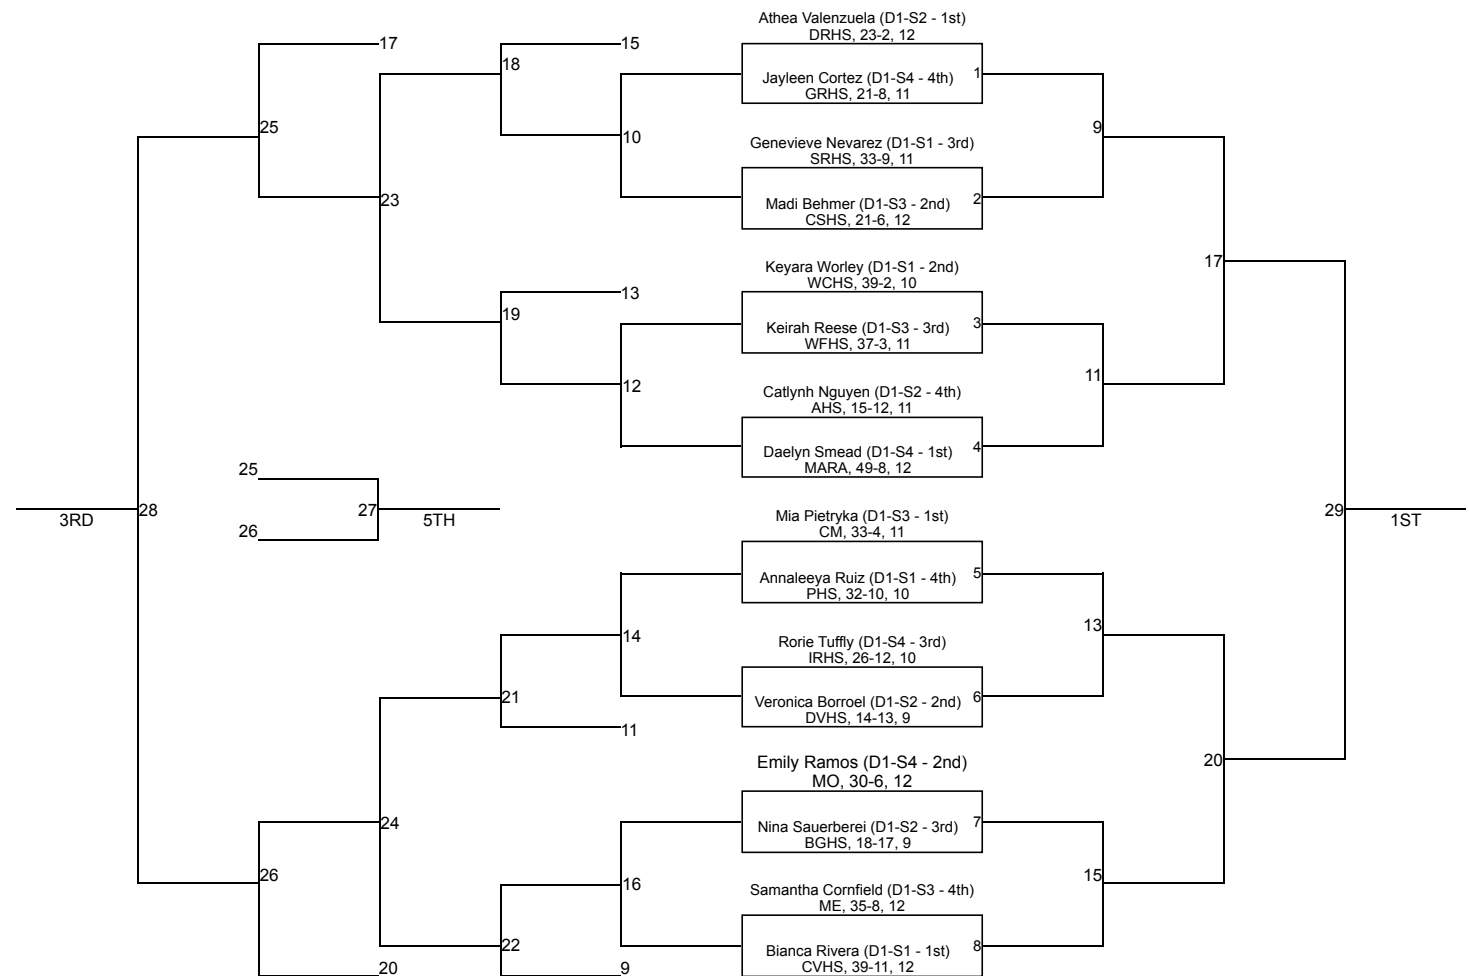 Athea Valenzuela (D1-S2 - 1st)
DRHS, 23-2, 12
17
15
18
Jayleen Cortez (D1-S4 - 4th)
1
GRHS, 21-8, 11
25
10
9
Genevieve Nevarez (D1-S1 - 3rd)
SRHS, 33-9, 11
23
Madi Behmer (D1-S3 - 2nd)
2
CSHS, 21-6, 12
17
Keyara Worley (D1-S1 - 2nd)
WCHS, 39-2, 10
13
19
Keirah Reese (D1-S3 - 3rd)
3
WFHS, 37-3, 11
12
11
Catlynh Nguyen (D1-S2 - 4th)
AHS, 15-12, 11
Daelyn Smead (D1-S4 - 1st)
4
MARA, 49-8, 12
25
3RD
28
27
5TH
29
1ST
26
Mia Pietryka (D1-S3 - 1st)
CM, 33-4, 11
Annaleeya Ruiz (D1-S1 - 4th)
5
PHS, 32-10, 10
14
13
Rorie Tuffly (D1-S4 - 3rd)
IRHS, 26-12, 10
21
Veronica Borroel (D1-S2 - 2nd)
6
DVHS, 14-13, 9
11
20
Emily Ramos (D1-S4 - 2nd)
MO, 30-6, 12
24
Nina Sauerberei (D1-S2 - 3rd)
7
BGHS, 18-17, 9
26
16
15
Samantha Cornfield (D1-S3 - 4th)
ME, 35-8, 12
22
Bianca Rivera (D1-S1 - 1st)
8
CVHS, 39-11, 12
20
9